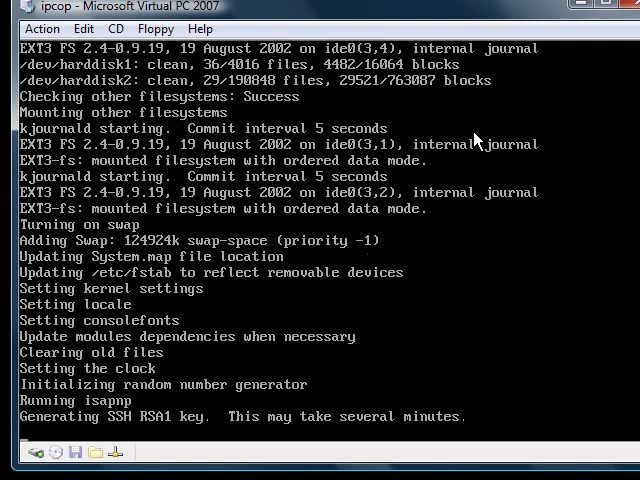 ipcop - Microsoft Virtual PC 2007
Action Edit CD Floppy Help
EXT3 FS 2.4-0.9.19, 19 August 2002 on ide0(3,4), internal journal
/dev/harddisk1: clean, 36/4016 files, 4482/16064 blocks
/dev/harddisk2: clean, 29/190848 files, 29521/763087 blocks
Checking other filesystems: Success
Mounting other filesystems
kjournald starting.  Commit interval 5 seconds
EXT3 FS 2.4-0.9.19, 19 August 2002 on ide0(3,1), internal journal
EXT3-fs: mounted filesystem with ordered data mode.
kjournald starting.  Commit interval 5 seconds
EXT3 FS 2.4-0.9.19, 19 August 2002 on ide0(3,2), internal journal
EXT3-fs: mounted filesystem with ordered data mode.
Turning on swap
Adding Swap: 124924k swap-space (priority -1)
Updating System.map file location
Updating /etc/fstab to reflect removable devices
Setting kernel settings
Setting locale
Setting consolefonts
Update modules dependencies when necessary
Clearing old files
Setting the clock
Initializing random number generator
Running isapnp
Generating SSH RSA1 key.  This may take several minutes.